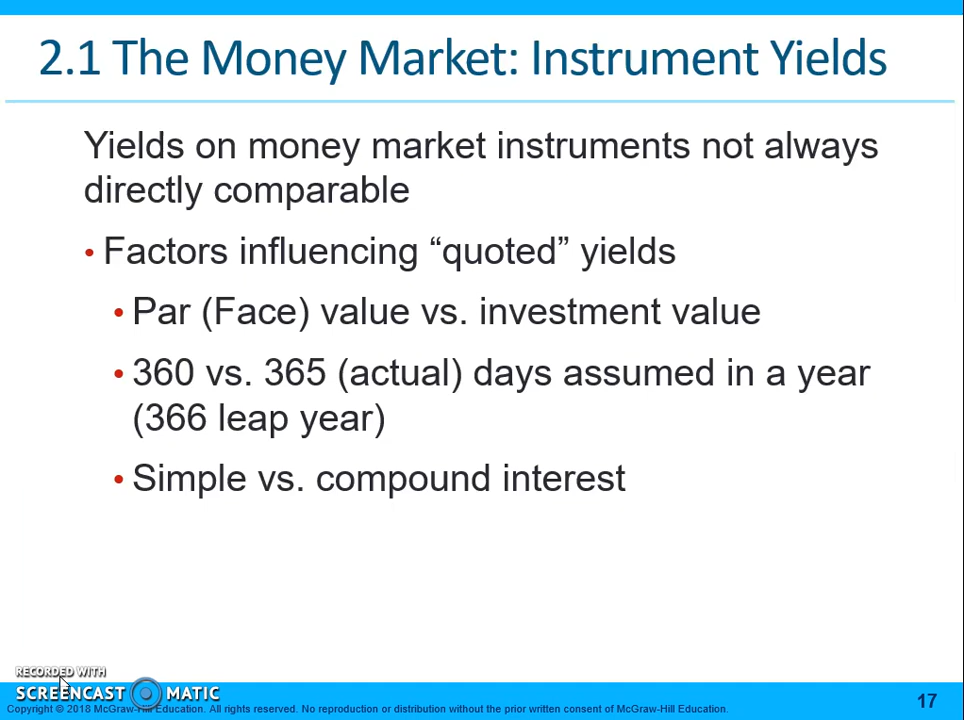 2.1 The Money Market: Instrument Yields
Yields on money market instruments not always
directly comparable
• Factors influencing “quoted” yields
• Par (Face) value vs. investment value
• 360 vs. 365 (actual) days assumed in a year
(366 leap year)
• Simple vs. compound interest
RECORDED WITH
SCREENCAST MATIC
17
Copyright © 2018 McGraw-Hill Education. All rights reserved. No reproduction or distribution without the prior written consent of McGraw-Hill Education.